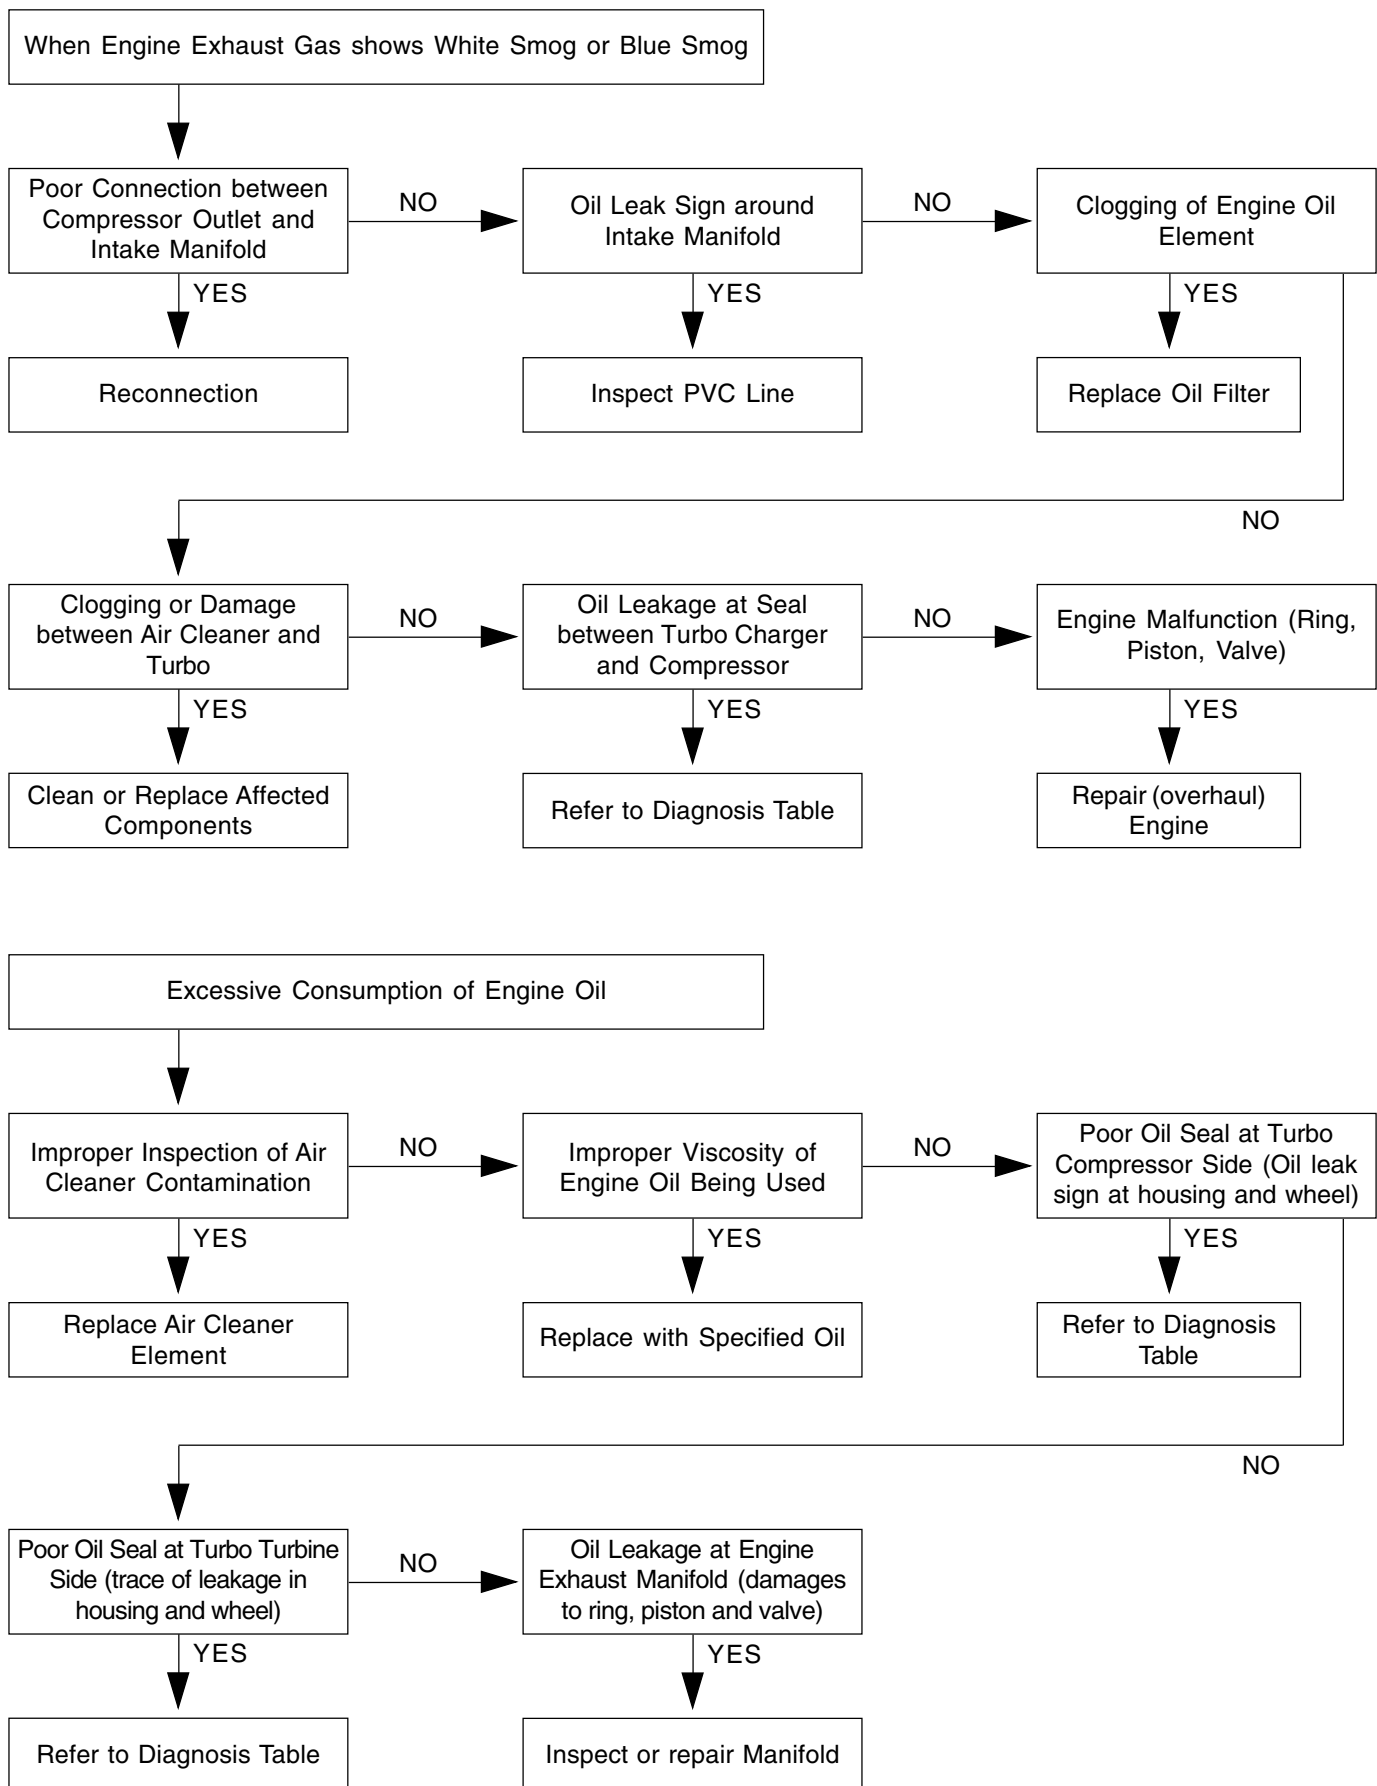 When Engine Exhaust Gas shows White Smog or Blue Smog
Poor Connection between
Compressor Outlet and
Intake Manifold
NO
Oil Leak Sign around
Intake Manifold
NO
Clogging of Engine Oil
Element
YES
YES
YES
Reconnection
Inspect PVC Line
Replace Oil Filter
NO
Clogging or Damage
between Air Cleaner and
Turbo
NO
Oil Leakage at Seal
between Turbo Charger
and Compressor
NO
Engine Malfunction (Ring,
Piston, Valve)
YES
YES
YES
Clean or Replace Affected
Components
Refer to Diagnosis Table
Repair (overhaul)
Engine
Excessive Consumption of Engine Oil
Improper Inspection of Air
Cleaner Contamination
NO
Improper Viscosity of
Engine Oil Being Used
NO
Poor Oil Seal at Turbo
Compressor Side (Oil leak
sign at housing and wheel)
YES
YES
YES
Replace Air Cleaner
Element
Replace with Specified Oil
Refer to Diagnosis
Table
NO
Poor Oil Seal at Turbo Turbine
Side (trace of leakage in
housing and wheel)
NO
Oil Leakage at Engine
Exhaust Manifold (damages
to ring, piston and valve)
YES
YES
Refer to Diagnosis Table
Inspect or repair Manifold